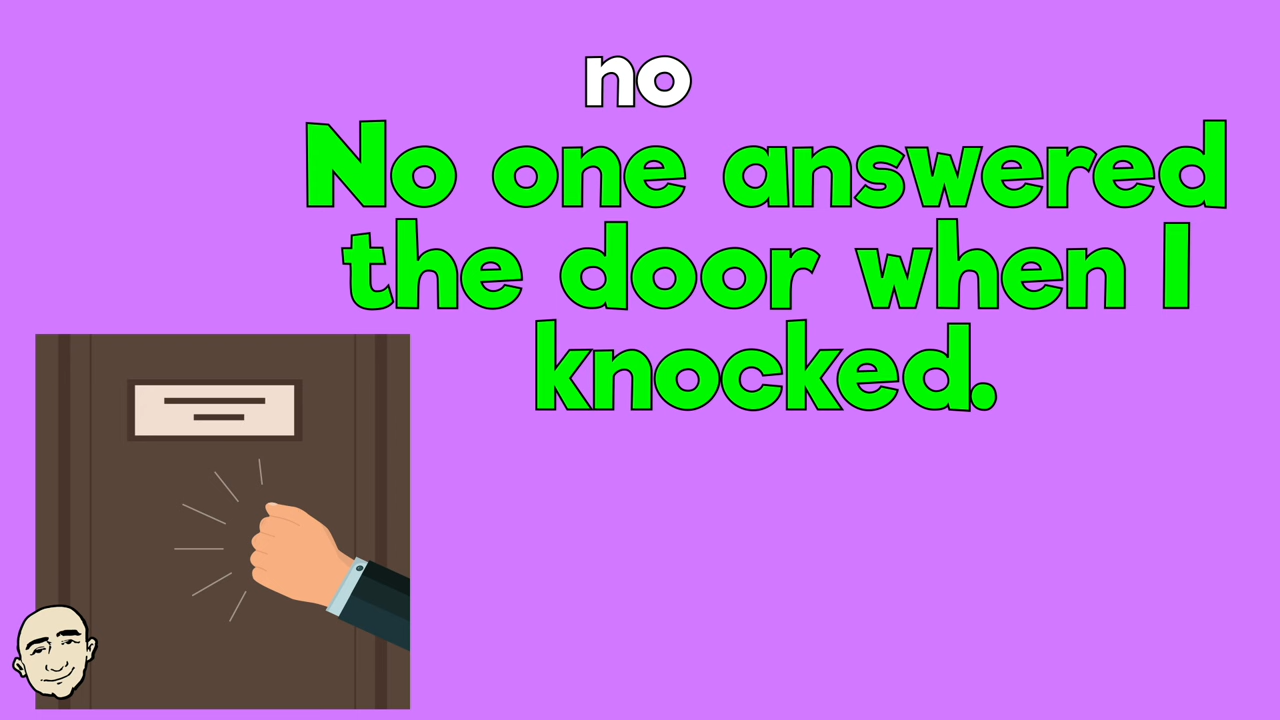 no
No one answered
the door when I
knocked.